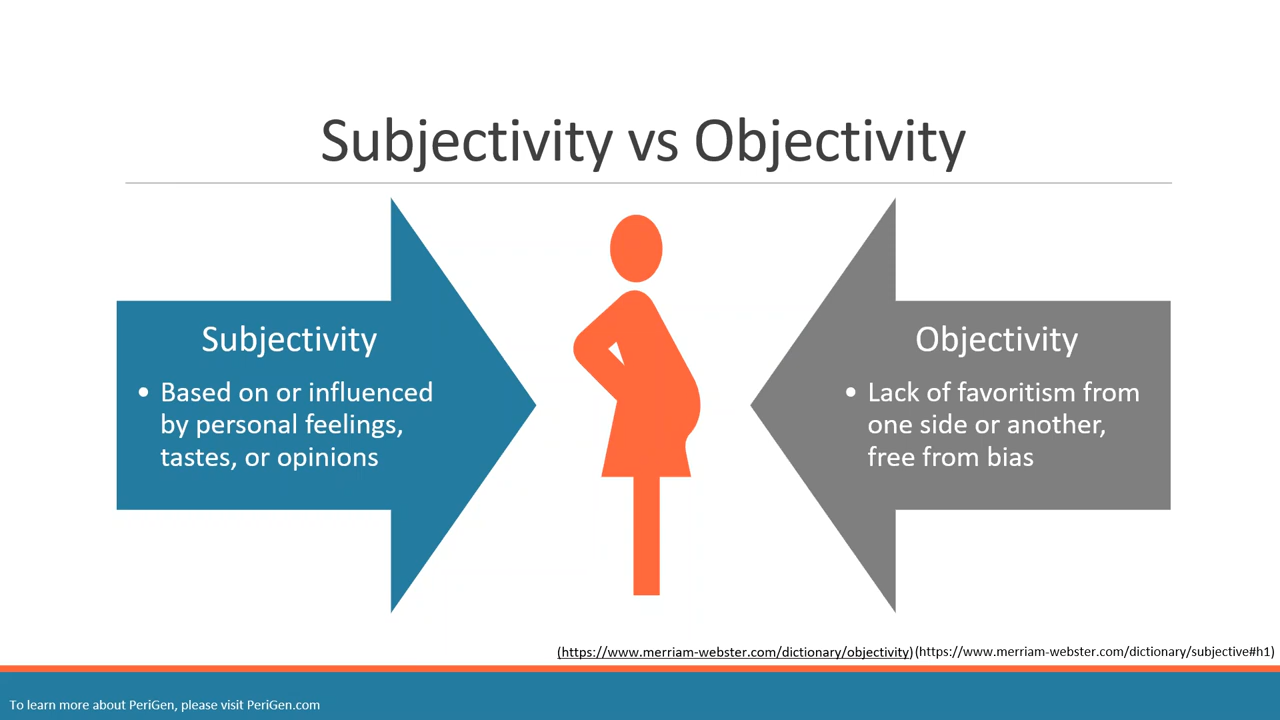 Subjectivity vs Objectivity
Subjectivity
• Based on or influenced
by personal feelings,
tastes, or opinions
Objectivity
• Lack of favoritism from
one side or another,
free from bias
(https://www.merriam-webster.com/dictionary/objectivity) (https://www.merriam-webster.com/dictionary/subjective#h1)
To learn more about PeriGen, please visit PeriGen.com